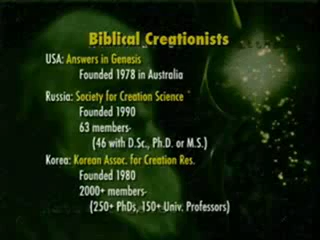 Biblical Creationists
USA: Answers in Genesis
Founded 1978 in Australia
Russia: Society for Creation Science
Founded 1990
63 members-
(46 with D.Sc., Ph.D. or M.S.)
Korea: Korean Assoc. for Creation Res.
Founded 1980
2000+ members-
(250+ PhDs, 150+ Univ. Professors)